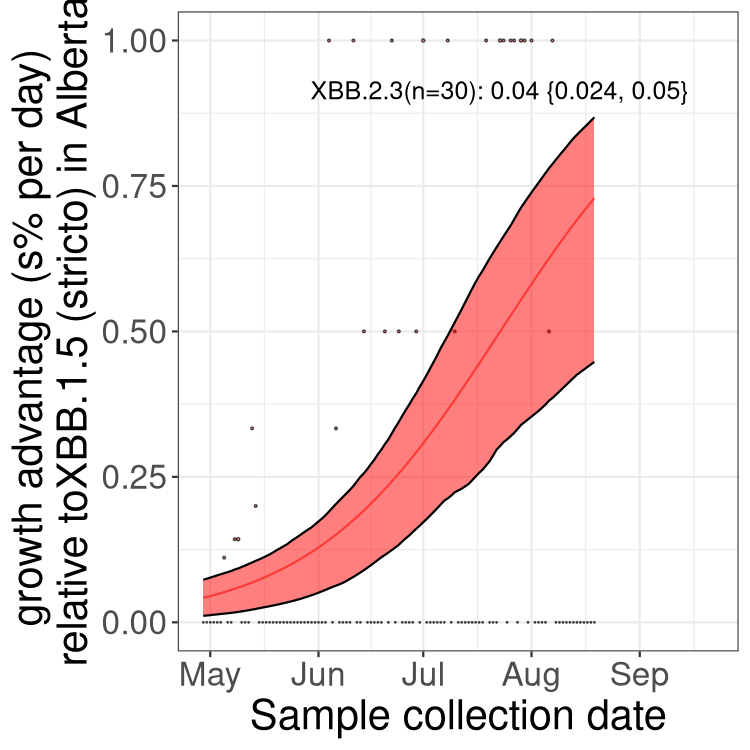 growth advantage (s% per day)
relative toXBB.1.5 (stricto) in Alberta
1.00
XBB.2.3(n=30): 0.04 {0.024, 0.05}
0.75
0.50
0.25
0.00
May Jun Jul Aug Sep
Sample collection date